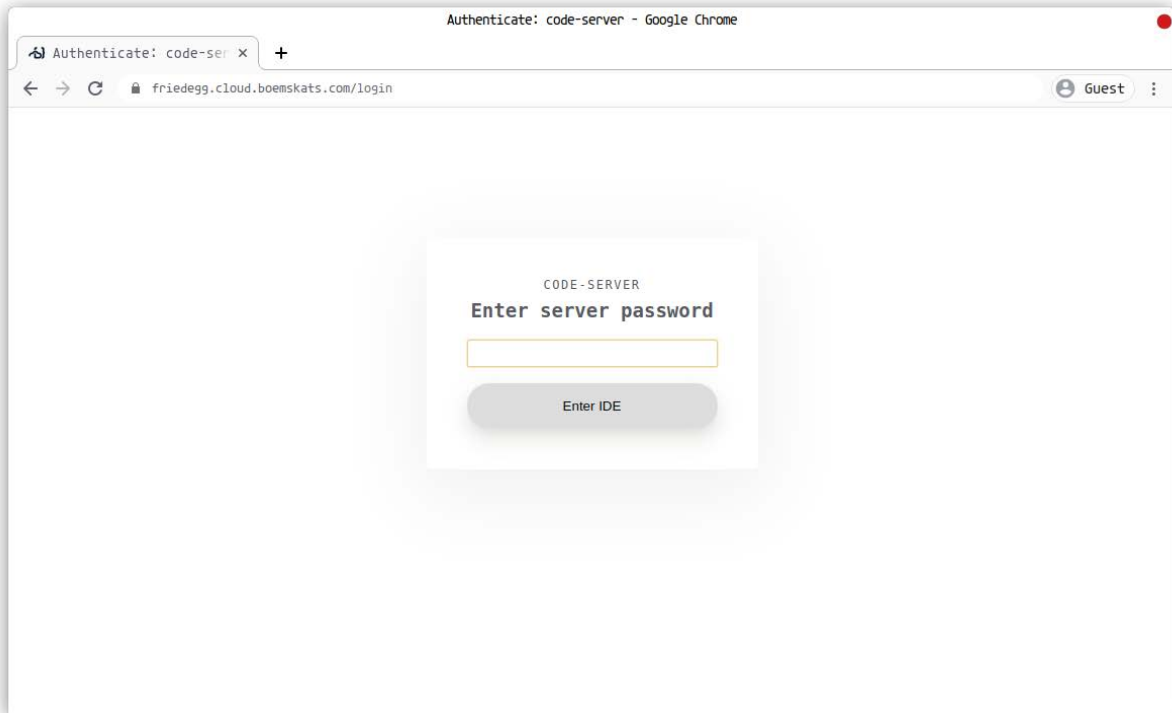 Authenticate: code-server - Google Chrome
Authenticate: code-ser
friedegg.cloud.boemskats.com/login
Guest
CODE-SERVER
Enter server password
Enter IDE